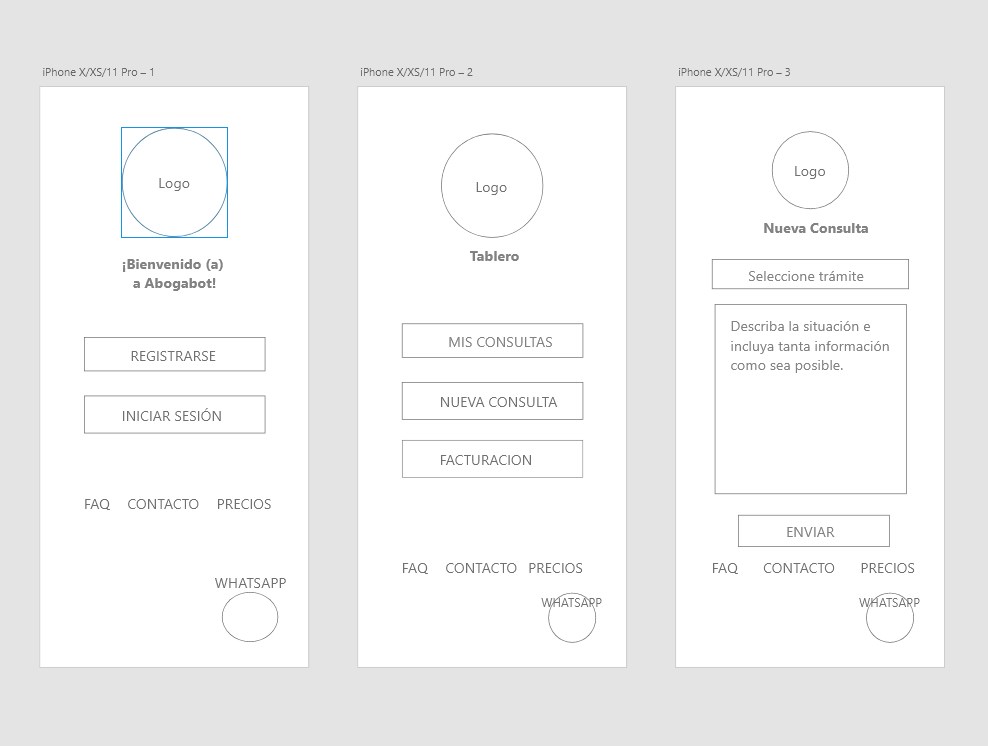 iPhone X/XS/11 Pro – 1
Logo
¡Bienvenido (a)
a Abogabot!
REGISTRARSE
INICIAR SESIÓN
FAQ CONTACTO PRECIOS
WHATSAPP
iPhone X/XS/11 Pro – 2
Logo
Tablero
MIS CONSULTAS
NUEVA CONSULTA
FACTURACION
FAQ CONTACTO PRECIOS
WHATSAPP
iPhone X/XS/11 Pro – 3
Logo
Nueva Consulta
Seleccione trámite
Describa la situación e
incluya tanta información
como sea posible.
ENVIAR
FAQ CONTACTO PRECIOS
WHATSAPP